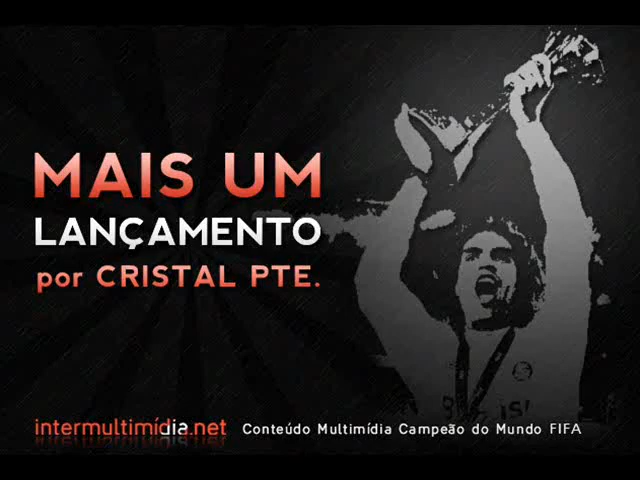 MAIS UM
LANÇAMENTO
por CRISTAL PTE.
intermultimídia.net Conteúdo Multimídia Campeão do Mundo FIFA